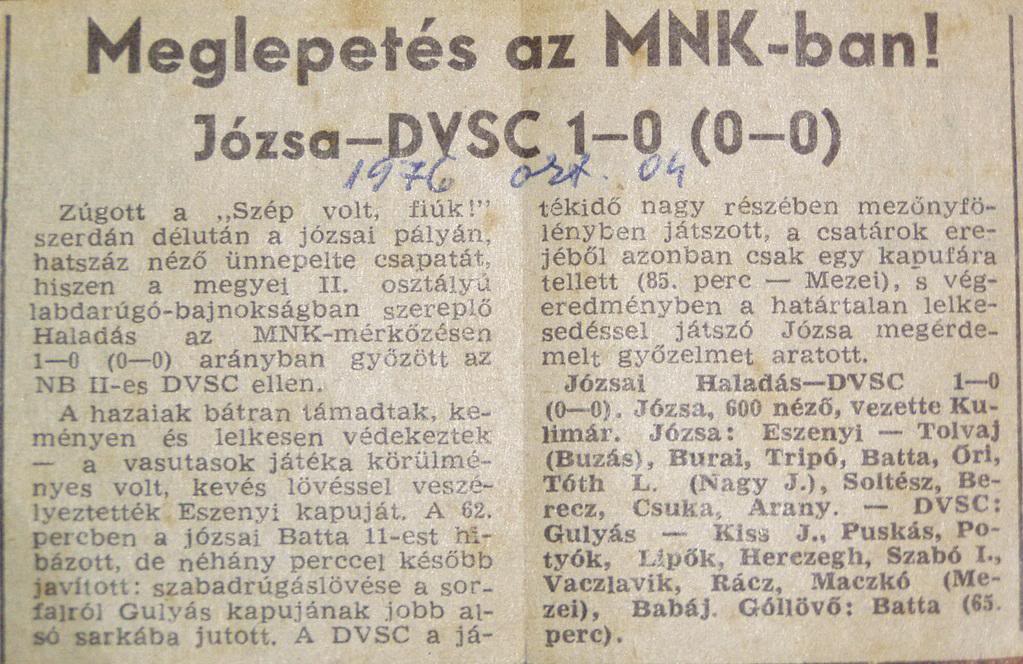 Meglepetés az MNK-ban!
Józsa—DVSC 1—0 (0—0)
1976 okt. 04
Zúgott a „Szép volt, fiúk!”
szerdán délután a józsai pályán,
hatszáz néző ünnepelte csapatát,
hiszen a megyei II. osztályú
labdarúgó-bajnokságban szereplő
Haladás az MNK-mérkőzésen
1—0 (0—0) arányban győzött az
NB II-es DVSC ellen.
A hazaiak bátran támadtak, ke-
ményen és lelkesen védekeztek
— a vasutasok játéka körülmé-
nyes volt, kevés lövéssel veszé-
lyeztették Eszenyi kapuját. A 62.
percben a józsai Batta 11-est hi-
bázott, de néhány perccel később
javított: szabadrúgáslövése a sor-
falról Gulyás kapujának jobb al-
só sarkába jutott. A DVSC a já-
tékidő nagy részében mezőnyfö-
lényben játszott, a csatárok ere-
jéből azonban csak egy kapufára
tellett (85. perc — Mezei), s vég-
eredményben a határtalan lelke-
sedéssel játszó Józsa megérde-
melt győzelmet aratott.
Józsai Haladás—DVSC 1—0
(0—0). Józsa, 600 néző, vezette Ku-
limár. Józsa: Eszenyi — Tolvaj
(Buzás), Burai, Tripó, Batta, Őri,
Tóth L. (Nagy J.), Soltész, Be-
recz, Csuka, Arany. — DVSC:
Gulyás — Kiss J., Puskás, Po-
tyók, Lipők, Herczegh, Szabó I.,
Vaczlavik, Rácz, Maczkó (Me-
zei), Babáj. Góllövő: Batta (65.
perc).